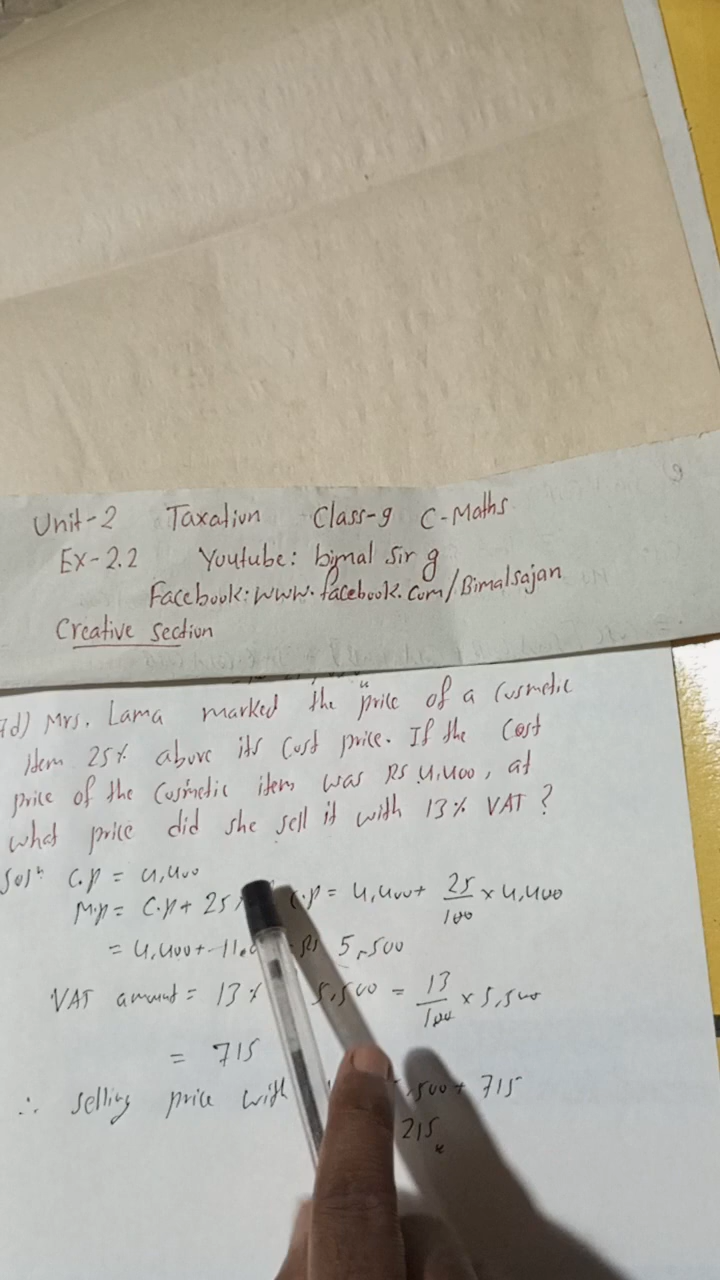 Unit-2 Taxation Class-9 C-Maths
Ex-2.2 Youtube: bimal Sir g
Facebook: www.facebook.com/Bimalsajan
Creative section
7d) Mrs. Lama marked the price of a Cosmetic
item 25% above its Cost price. If the Cost
price of the Cosmetic item was Rs 4,400, at
what price did she sell it with 13% VAT?
Solⁿ C.P = 4,400
M.p = C.P + 25% C.P = 4,400 + 25/100 × 4,400
= 4,400 + 11 Rs 5,500
VAT amount = 13% 5,500 = 13/100 × 5,500
= 715
∴ selling price with ,500 + 715
215